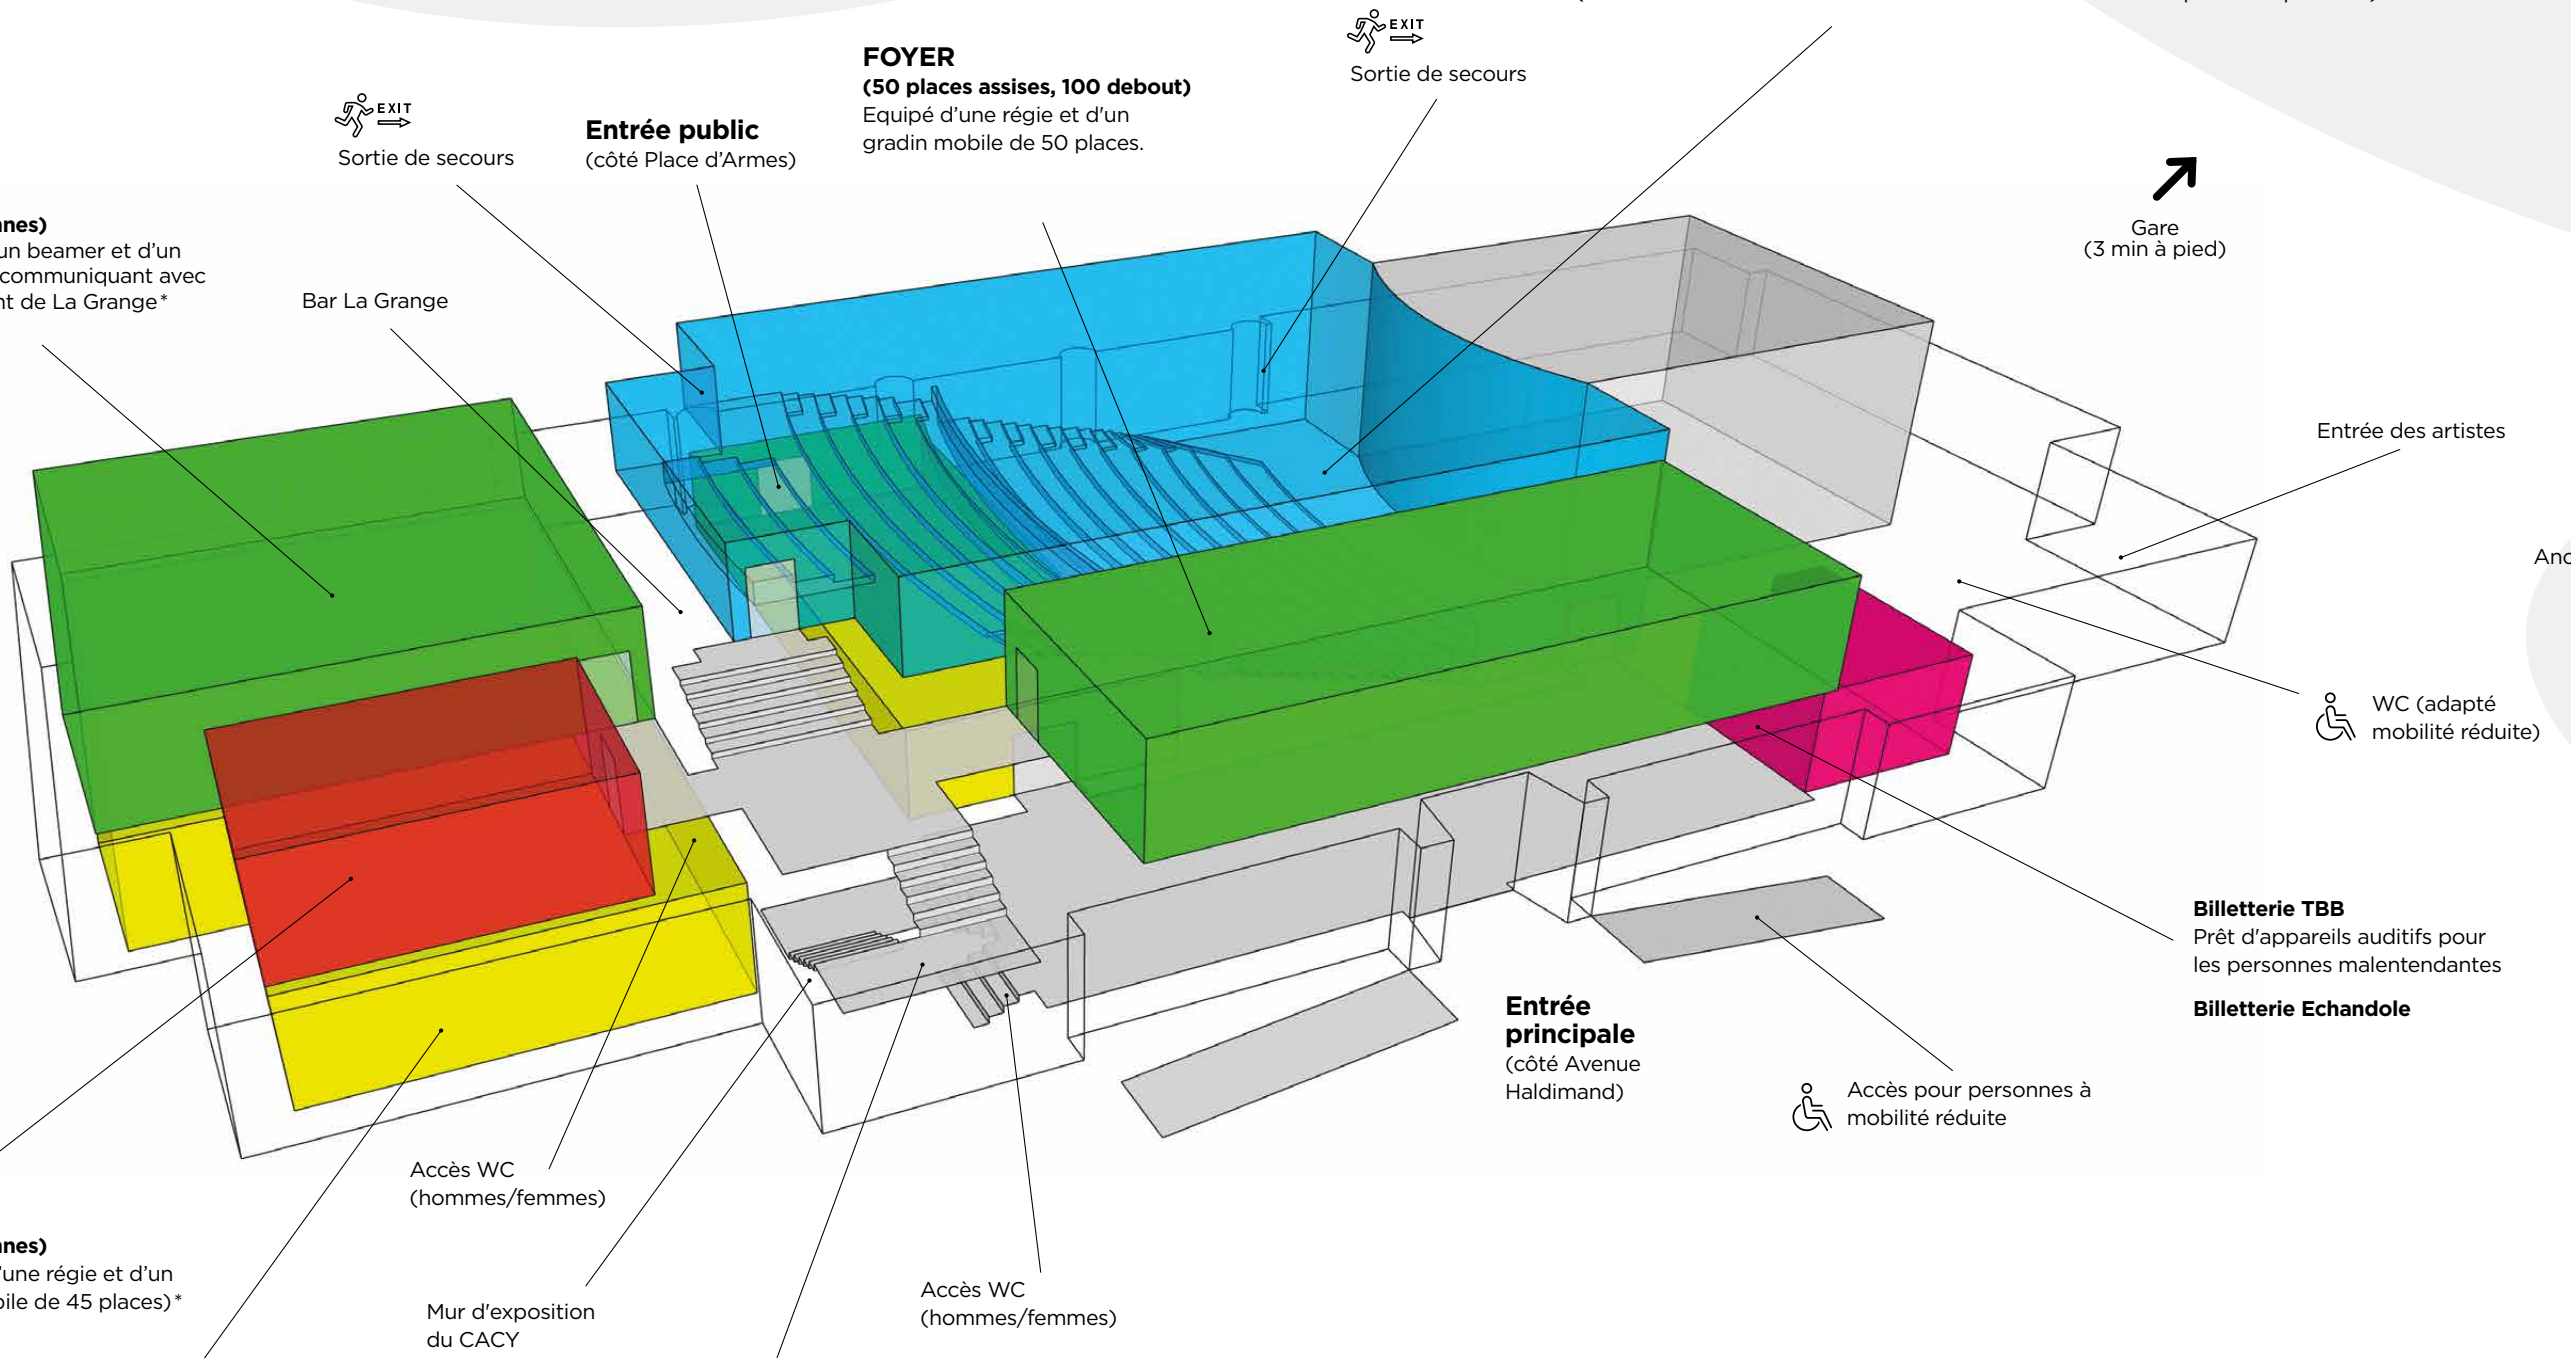 EXIT
Sortie de secours
Entrée public
(côté Place d'Armes)
FOYER
(50 places assises, 100 debout)
Equipé d'une régie et d'un
gradin mobile de 50 places.
EXIT
Sortie de secours
Gare
(3 min à pied)
nnes)
un beamer et d'un
communiquant avec
nt de La Grange*
Bar La Grange
Entrée des artistes
Anc
WC (adapté
mobilité réduite)
Billetterie TBB
Prêt d'appareils auditifs pour
les personnes malentendantes
Billetterie Echandole
Entrée
principale
(côté Avenue
Haldimand)
Accès pour personnes à
mobilité réduite
Accès WC
(hommes/femmes)
nnes)
'une régie et d'un
bile de 45 places)*
Mur d'exposition
du CACY
Accès WC
(hommes/femmes)